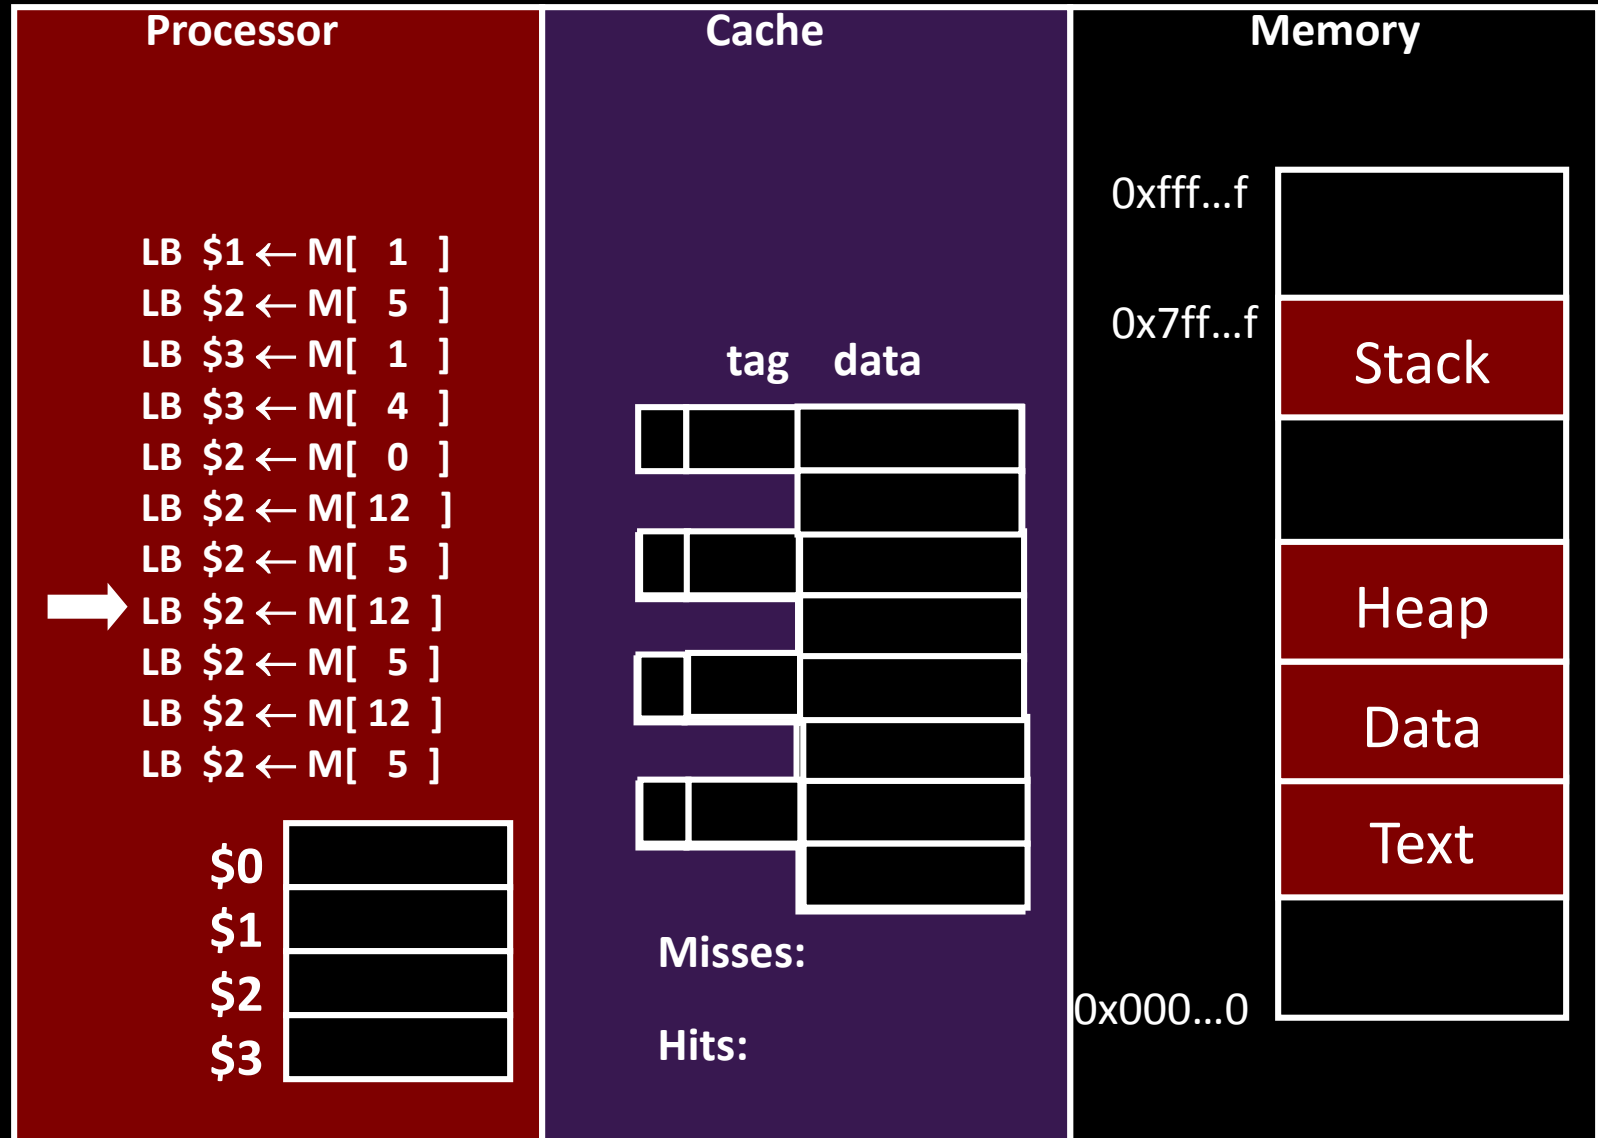 Processor
LB $1 ← M[ 1 ]
LB $2 ← M[ 5 ]
LB $3 ← M[ 1 ]
LB $3 ← M[ 4 ]
LB $2 ← M[ 0 ]
LB $2 ← M[ 12 ]
LB $2 ← M[ 5 ]
LB $2 ← M[ 12 ]
LB $2 ← M[ 5 ]
LB $2 ← M[ 12 ]
LB $2 ← M[ 5 ]
$0
$1
$2
$3
Cache
tag data
Misses:
Hits:
Memory
0xfff...f
0x7ff...f
Stack
Heap
Data
Text
0x000...0